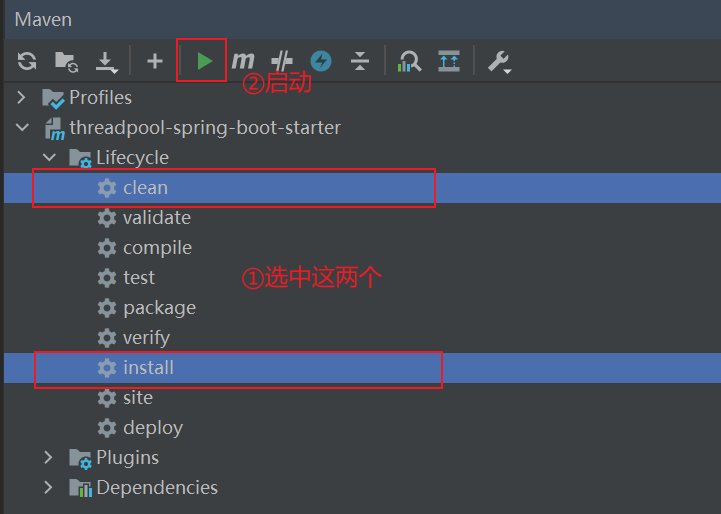 Maven
m
②启动
Profiles
threadpool-spring-boot-starter
Lifecycle
clean
validate
compile
①选中这两个
test
package
verify
install
site
deploy
Plugins
Dependencies